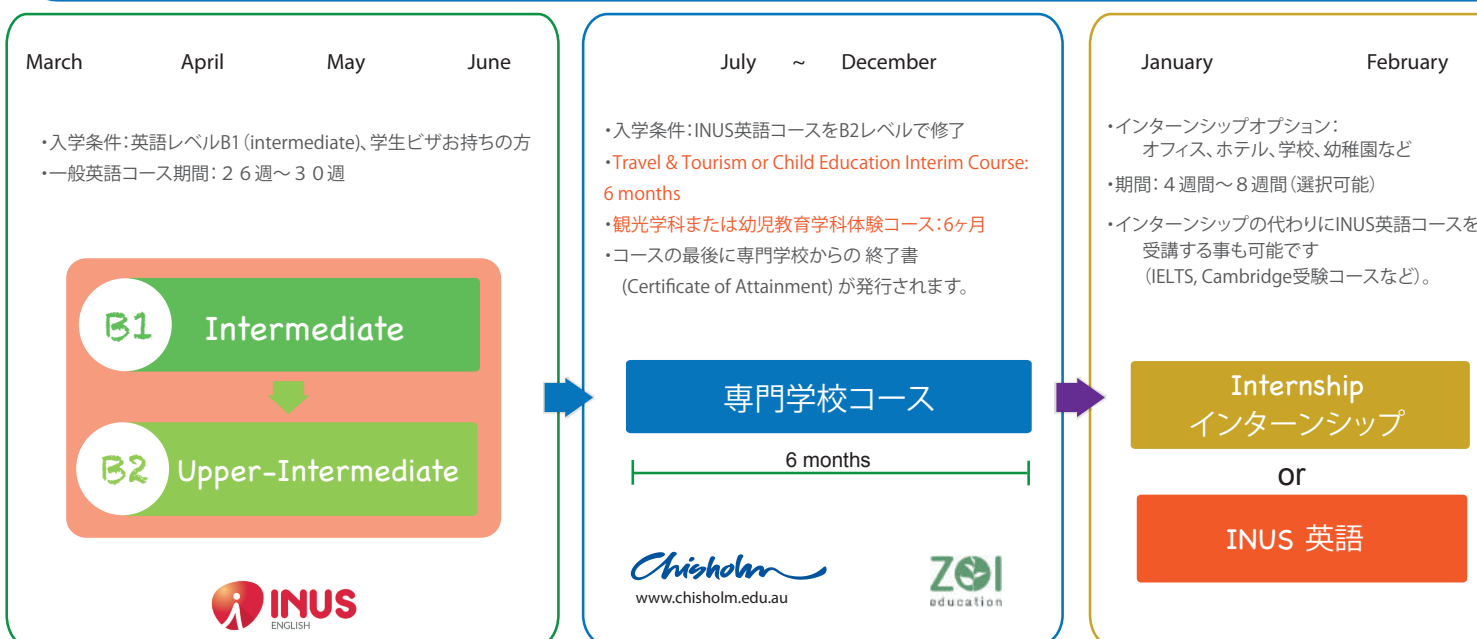 March April May June
・入学条件：英語レベルB1（intermediate）、学生ビザお持ちの方
・一般英語コース期間：２６週〜３０週
B1 Intermediate
B2 Upper-Intermediate
INUS
ENGLISH
July ~ December
・入学条件：INUS英語コースをB2レベルで修了
・Travel & Tourism or Child Education Interim Course:
6 months
・観光学科または幼児教育学科体験コース：6ヶ月
・コースの最後に専門学校からの 終了書
(Certificate of Attainment) が発行されます。
専門学校コース
6 months
Chisholm
www.chisholm.edu.au
ZOI
education
January February
・インターンシップオプション：
オフィス、ホテル、学校、幼稚園など
・期間：４週間〜８週間（選択可能）
・インターンシップの代わりにINUS英語コースを
受講する事も可能です
（IELTS, Cambridge受験コースなど）。
Internship
インターンシップ
or
INUS 英語